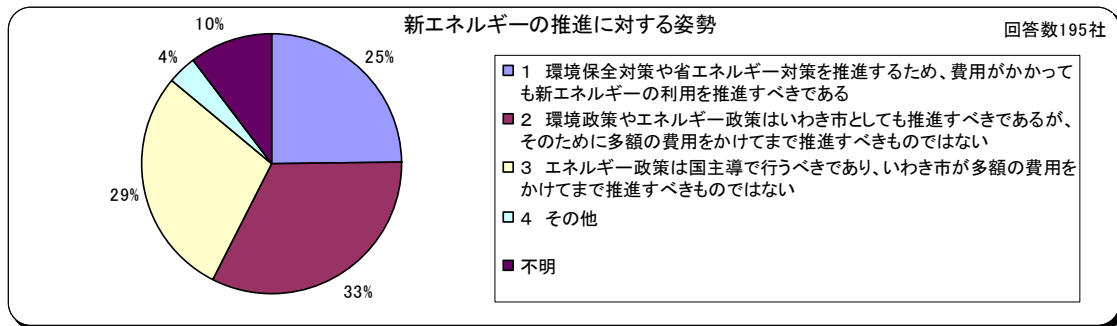 新エネルギーの推進に対する姿勢
回答数195社
10%
4%
25%
29%
33%
1 環境保全対策や省エネルギー対策を推進するため、費用がかかって
も新エネルギーの利用を推進すべきである
2 環境政策やエネルギー政策はいわき市としても推進すべきであるが、
そのために多額の費用をかけてまで推進すべきものではない
3 エネルギー政策は国主導で行うべきであり、いわき市が多額の費用を
かけてまで推進すべきものではない
4 その他
不明